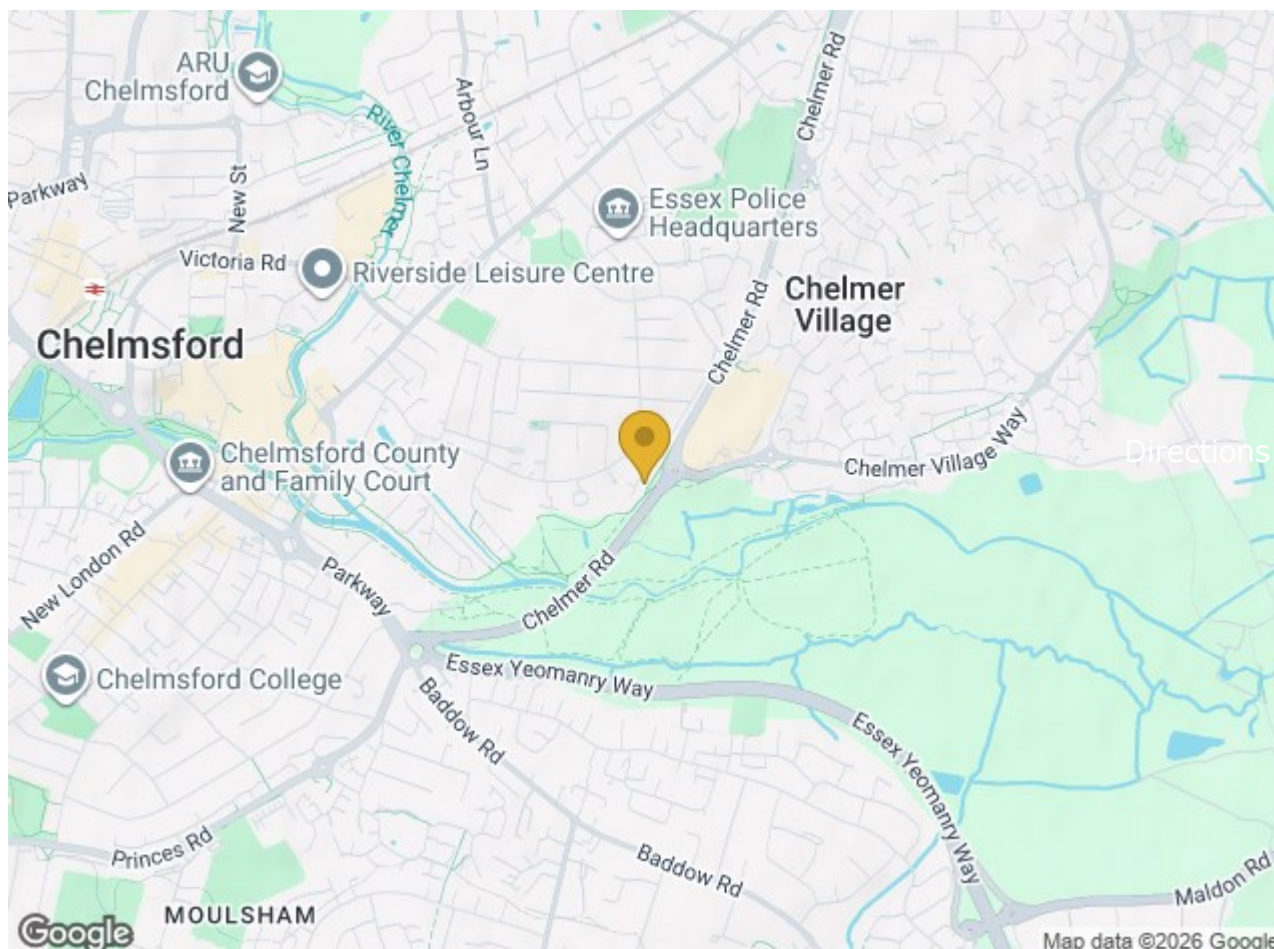 ARU
Chelmsford
Arbour Ln
Chelmer Rd
River Chelmer
Parkway
New St
Essex Police
Headquarters
Victoria Rd
Riverside Leisure Centre
Chelmer
Village
Chelmer Rd
Chelmsford
Chelmsford County
and Family Court
Directions
Chelmer Village Way
New London Rd
Parkway
Chelmer Rd
Essex Yeomanry Way
Chelmsford College
Baddow Rd
Essex Yeomanry Way
Princes Rd
Baddow Rd
Maldon Rd
MOULSHAM
Google
Map data ©2026 Google